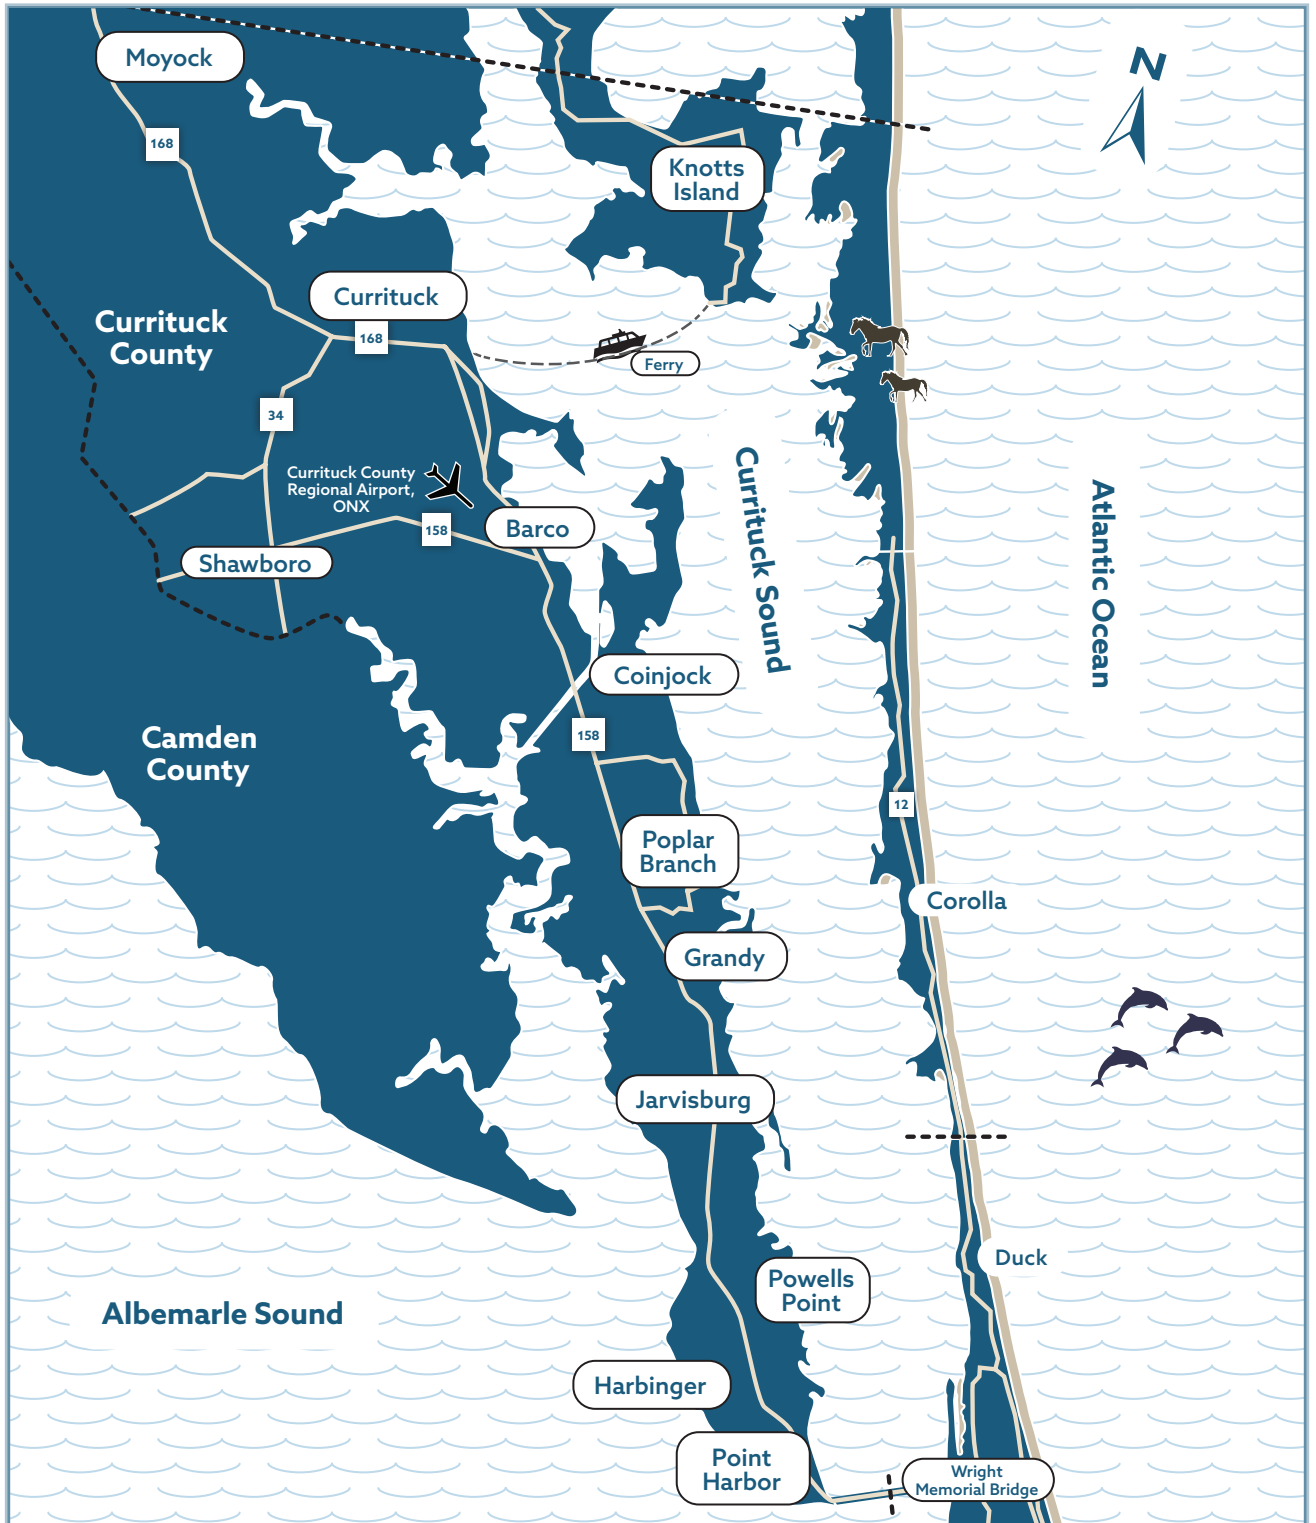 Moyock
N
168
Knotts
Island
Currituck
168
Currituck
County
Ferry
34
Currituck County
Regional Airport,
ONX
158
Barco
Shawboro
Currituck Sound
Atlantic Ocean
Coinjock
158
Camden
County
12
Poplar
Branch
Corolla
Grandy
Jarvisburg
Duck
Powells
Point
Albemarle Sound
Harbinger
Point
Harbor
Wright
Memorial Bridge